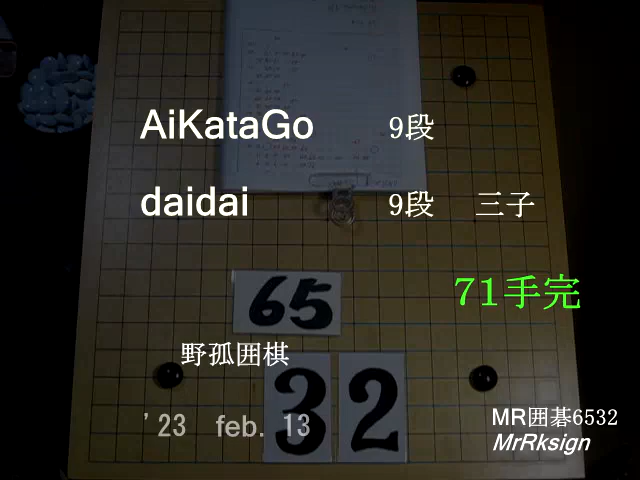 AiKataGo 9段
daidai 9段 三子
65
71手完
野孤囲棋
32
'23 feb. 13
MR囲碁6532
MrRksign